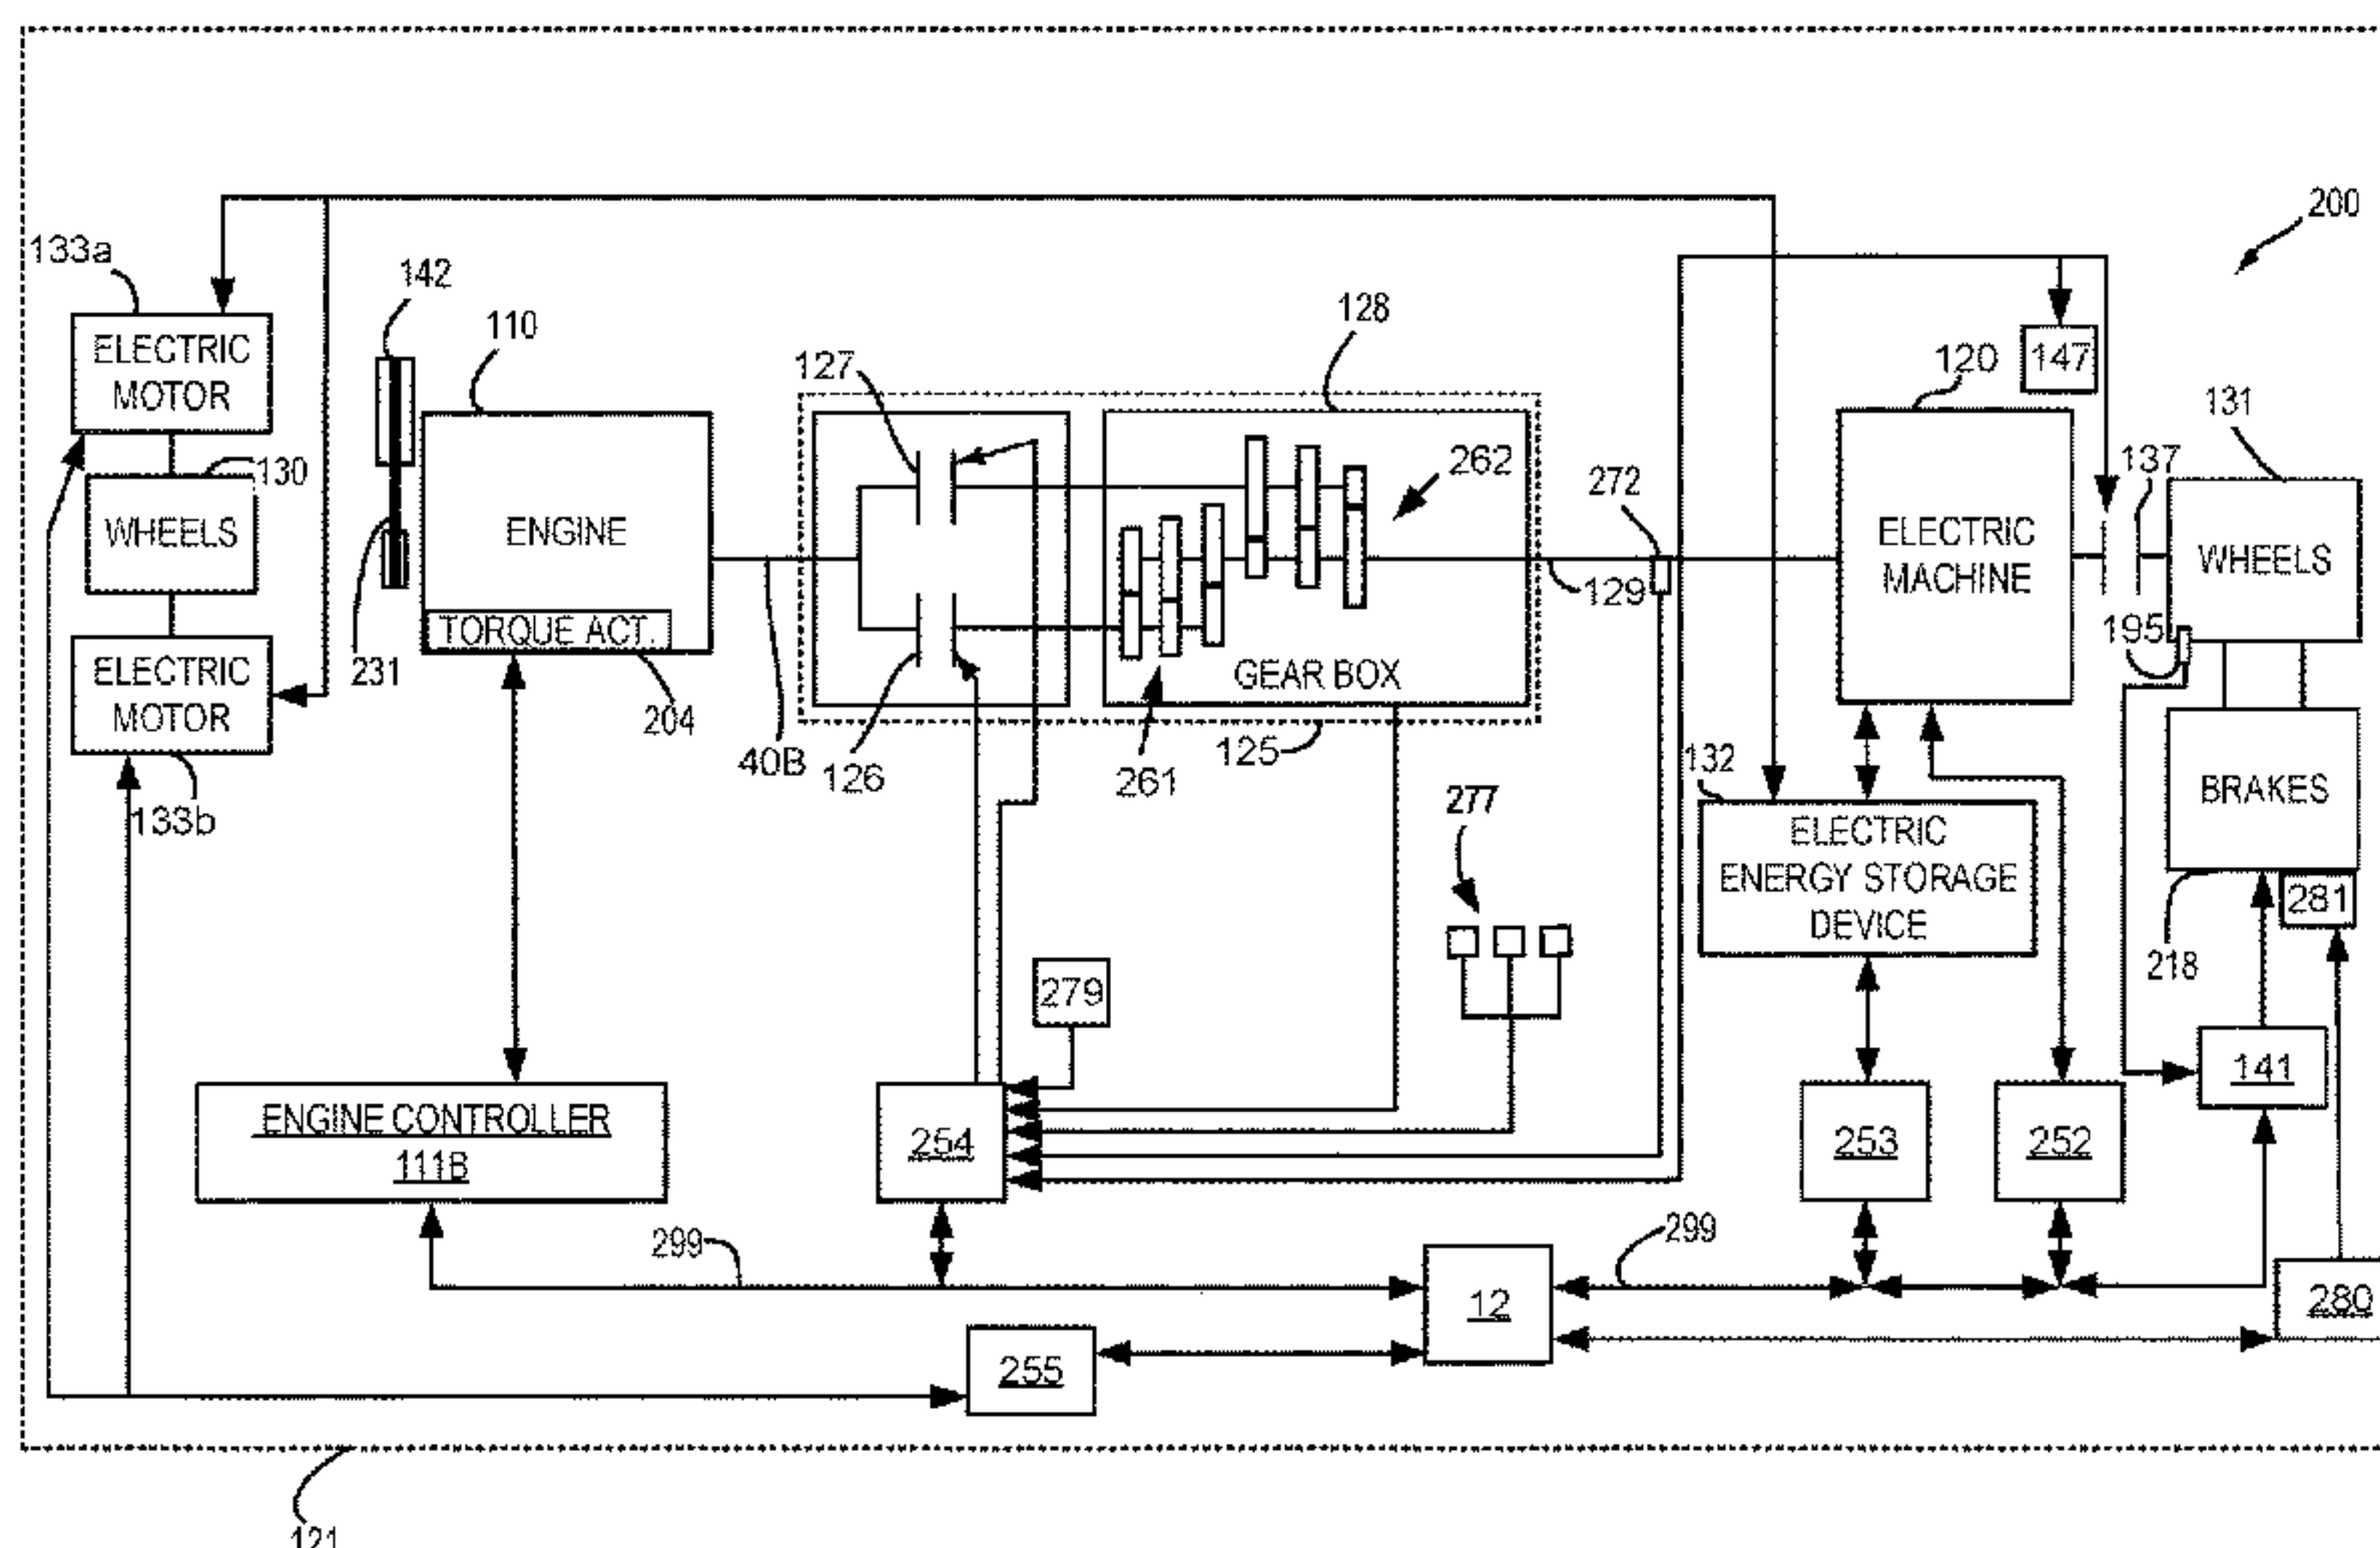 200
133a
142
110
127
128
120
147
131
ELECTRIC
MOTOR
130
WHEELS
ELECTRIC
MOTOR
133b
231
ENGINE
TORQUE ACT.
204
40B
126
261
262
GEAR BOX
125
272
129
ELECTRIC
MACHINE
137
WHEELS
195
132
ELECTRIC
ENERGY STORAGE
DEVICE
BRAKES
281
218
277
279
141
ENGINE CONTROLLER
111B
254
253
252
299
299
12
280
255
121